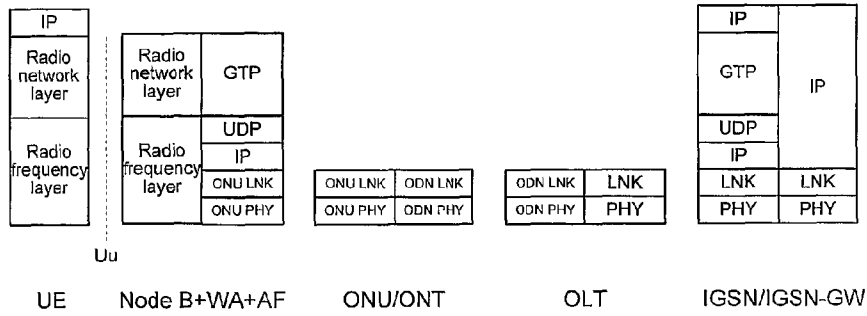 IP
Radio
network
layer
Radio
frequency
layer
Uu
UE
Radio
network
layer
GTP
Radio
frequency
layer
UDP
IP
ONU LNK
ONU PHY
Node B+WA+AF
ONU LNK ODN LNK
ONU PHY ODN PHY
ONU/ONT
ODN LNK LNK
ODN PHY PHY
OLT
IP
GTP
IP
UDP
IP
LNK LNK
PHY PHY
IGSN/IGSN-GW